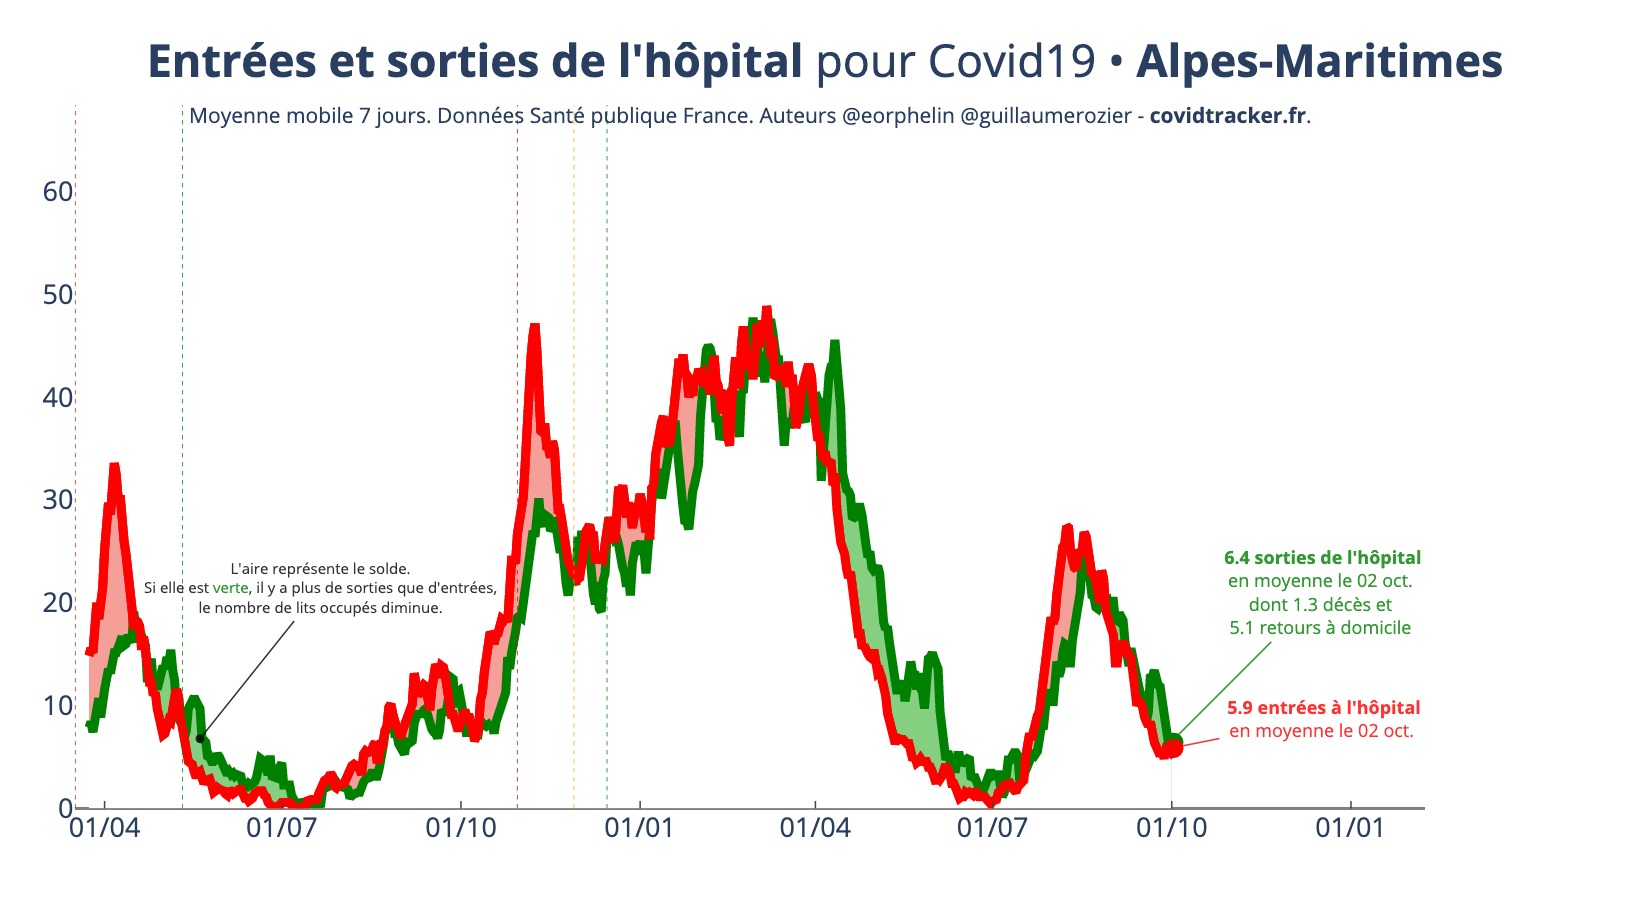 Entrées et sorties de l'hôpital pour Covid19 • Alpes-Maritimes
Moyenne mobile 7 jours. Données Santé publique France. Auteurs @eorphelin @guillaumerozier - covidtracker.fr.
60
50
40
30
20
10
0
L'aire représente le solde.
Si elle est verte, il y a plus de sorties que d'entrées,
le nombre de lits occupés diminue.
6.4 sorties de l'hôpital
en moyenne le 02 oct.
dont 1.3 décès et
5.1 retours à domicile
5.9 entrées à l'hôpital
en moyenne le 02 oct.
01/04 01/07 01/10 01/01 01/04 01/07 01/10 01/01